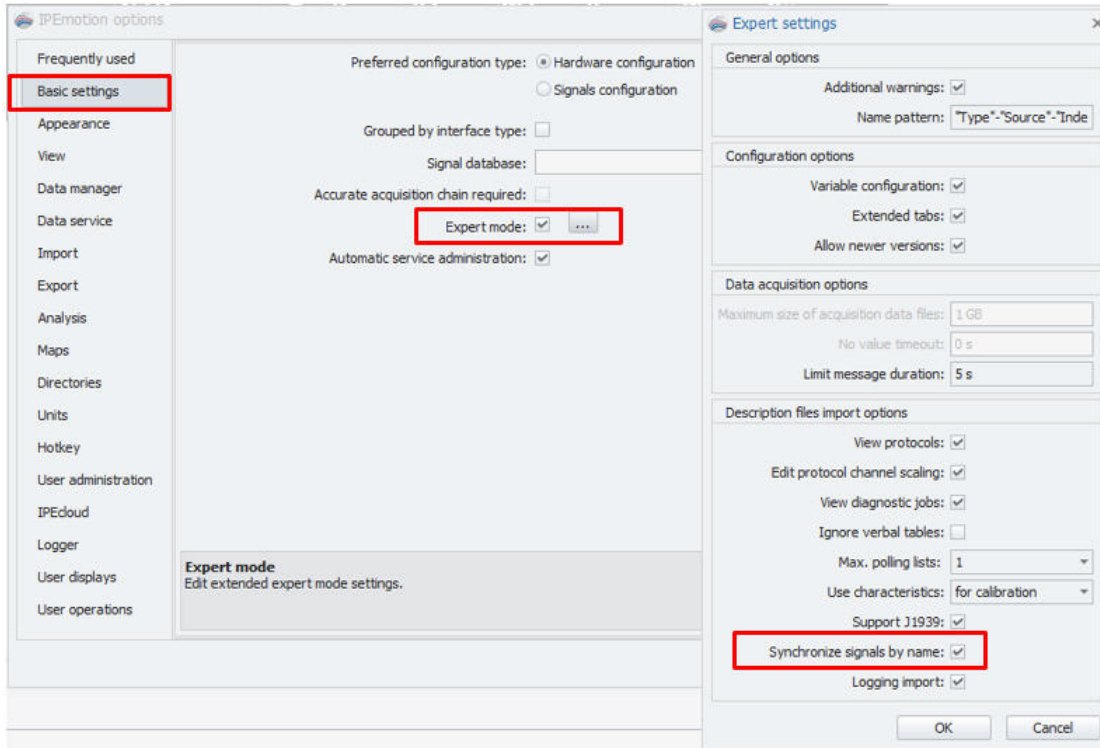 IPEmotion options
Frequently used
Basic settings
Appearance
View
Data manager
Data service
Import
Export
Analysis
Maps
Directories
Units
Hotkey
User administration
IPEcloud
Logger
User displays
User operations
Preferred configuration type: Hardware configuration
Signals configuration
Grouped by interface type:
Signal database:
Accurate acquisition chain required:
Expert mode: ...
Automatic service administration:
Expert mode
Edit extended expert mode settings.
Expert settings
General options
Additional warnings:
Name pattern: "Type"-"Source"-"Inde
Configuration options
Variable configuration:
Extended tabs:
Allow newer versions:
Data acquisition options
Maximum size of acquisition data files: 1 GB
No value timeout: 0 s
Limit message duration: 5 s
Description files import options
View protocols:
Edit protocol channel scaling:
View diagnostic jobs:
Ignore verbal tables:
Max. polling lists: 1
Use characteristics: for calibration
Support J1939:
Synchronize signals by name:
Logging import:
OK Cancel